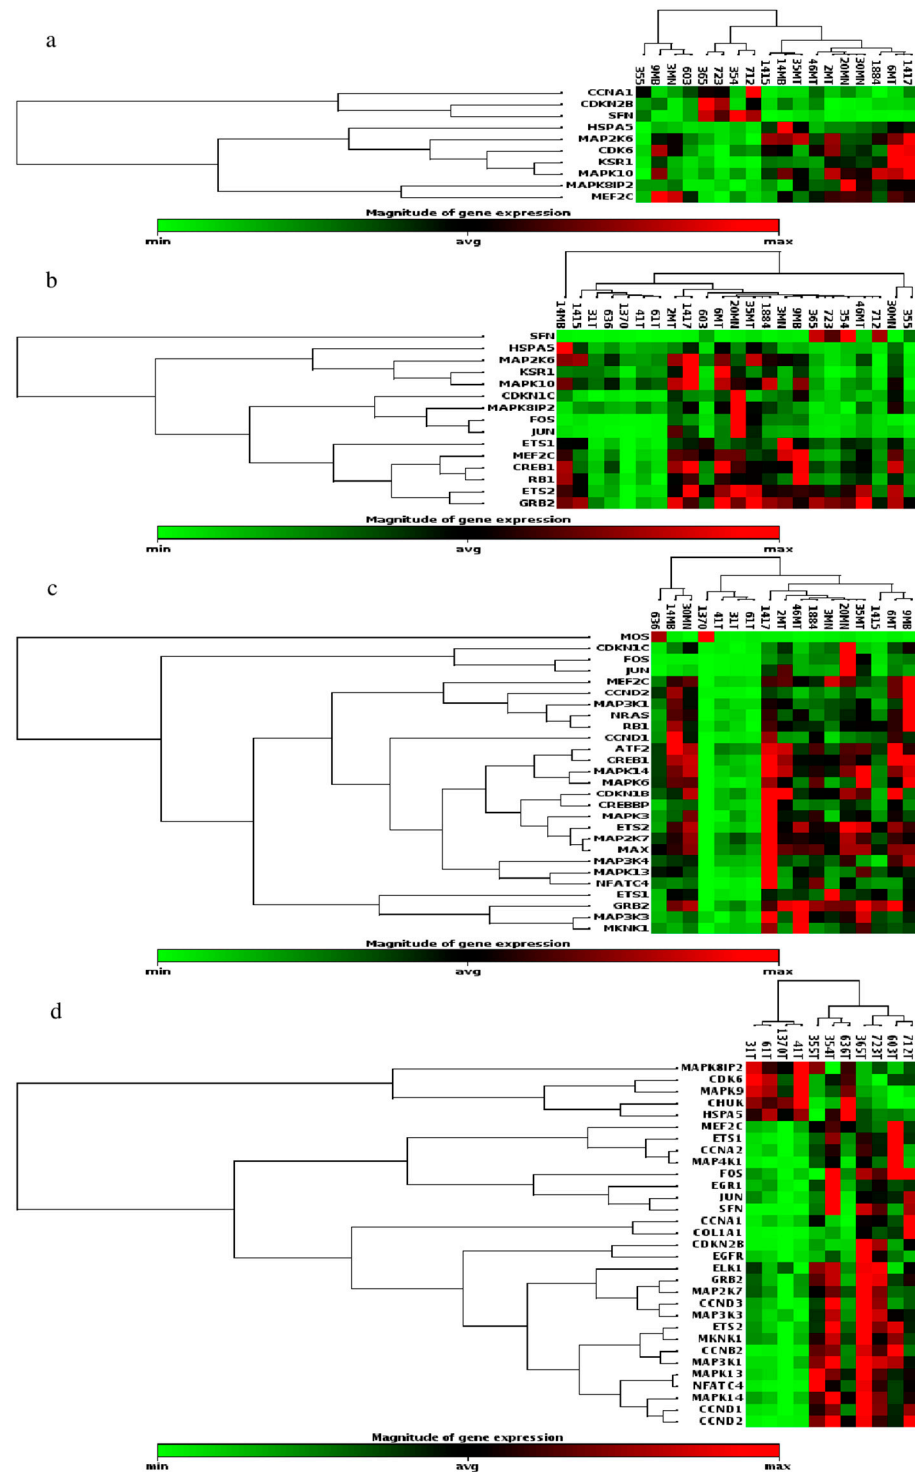 a
355 9MB 3MN 603 365 723 354 712 1415 14MB 35MT 46MT 2MT 20MN 30MN 1884 6MT 1417
CCNA1
CDKN2B
SFN
HSPA5
MAP2K6
CDK6
KSR1
MAPK10
MAPK8IP2
MEF2C
Magnitude of gene expression
min avg max
b
14MB 1415 31T 636 1370 41T 61T 2MT 1417 603 6MT 20MN 35MT 1884 3MN 9MB 365 723 354 46MT 712 30MN 355
SFN
HSPA5
MAP2K6
KSR1
MAPK10
CDKN1C
MAPK8IP2
FOS
JUN
ETS1
MEF2C
CREB1
RB1
ETS2
GRB2
Magnitude of gene expression
min avg max
c
636 14MB 30MN 1370 41T 31T 61T 1417 2MT 46MT 1884 3MN 20MN 35MT 1415 6MT 9MB
MOS
CDKN1C
FOS
JUN
MEF2C
CCND2
MAP3K1
NRAS
RB1
CCND1
ATF2
CREB1
MAPK14
MAPK6
CDKN1B
CREBBP
MAPK3
ETS2
MAP2K7
MAX
MAP3K4
MAPK13
NFATC4
ETS1
GRB2
MAP3K3
MKNK1
Magnitude of gene expression
min avg max
d
31T 61T 1370T 41T 355T 354T 636T 365T 723T 603T 712T
MAPK8IP2
CDK6
MAPK9
CHUK
HSPA5
MEF2C
ETS1
CCNA2
MAP4K1
FOS
EGR1
JUN
SFN
CCNA1
COL1A1
CDKN2B
EGFR
ELK1
GRB2
MAP2K7
CCND3
MAP3K3
ETS2
MKNK1
CCNB2
MAP3K1
MAPK13
NFATC4
MAPK14
CCND1
CCND2
Magnitude of gene expression
min avg max